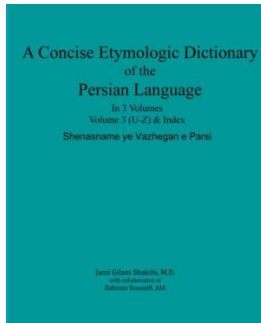 A Concise Etymologic Dictionary
of the
Persian Language
In 3 Volumes
Volume 3 (U-Z) & Index
Shenasname ye Vazhegan e Parsi
Jami Gilani Shakibi, M.D.
with collaboration of
Bahram Yousefi, AIA